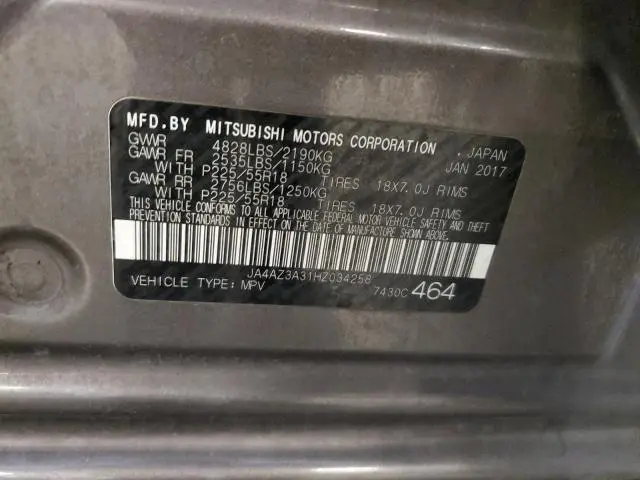 MFD.BY MITSUBISHI MOTORS CORPORATION . JAPAN
GVWR 4828LBS/2190KG JAN 2017
GAWR FR 2535LBS/1150KG
WITH P225/55R18 TIRES 18X7.0J RIMS
GAWR RR 2756LBS/1250KG
WITH P225/55R18 TIRES 18X7.0J RIMS
THIS VEHICLE CONFORMS TO ALL APPLICABLE FEDERAL MOTOR VEHICLE SAFETY AND THEFT
PREVENTION STANDARDS IN EFFECT ON THE DATE OF MANUFACTURE SHOWN ABOVE.
JA4AZ3A31HZ034258
VEHICLE TYPE: MPV 7430C 464